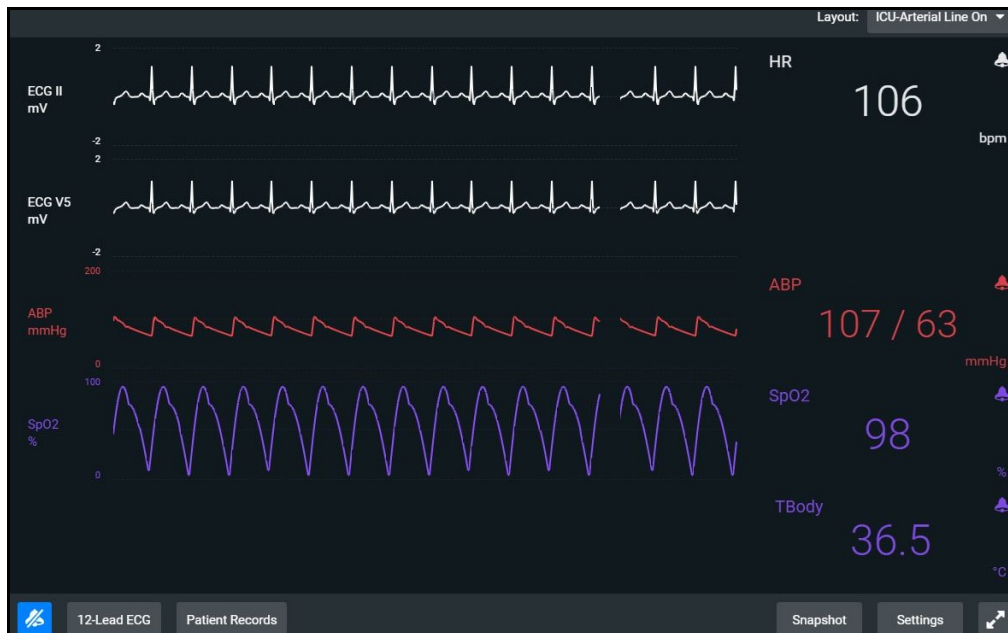 Layout: ICU-Arterial Line On
2
ECG II
mV
-2
2
ECG V5
mV
-2
200
ABP
mmHg
0
100
SpO2
%
0
HR
106
bpm
ABP
107 / 63
mmHg
SpO2
98
%
TBody
36.5
°C
12-Lead ECG
Patient Records
Snapshot
Settings